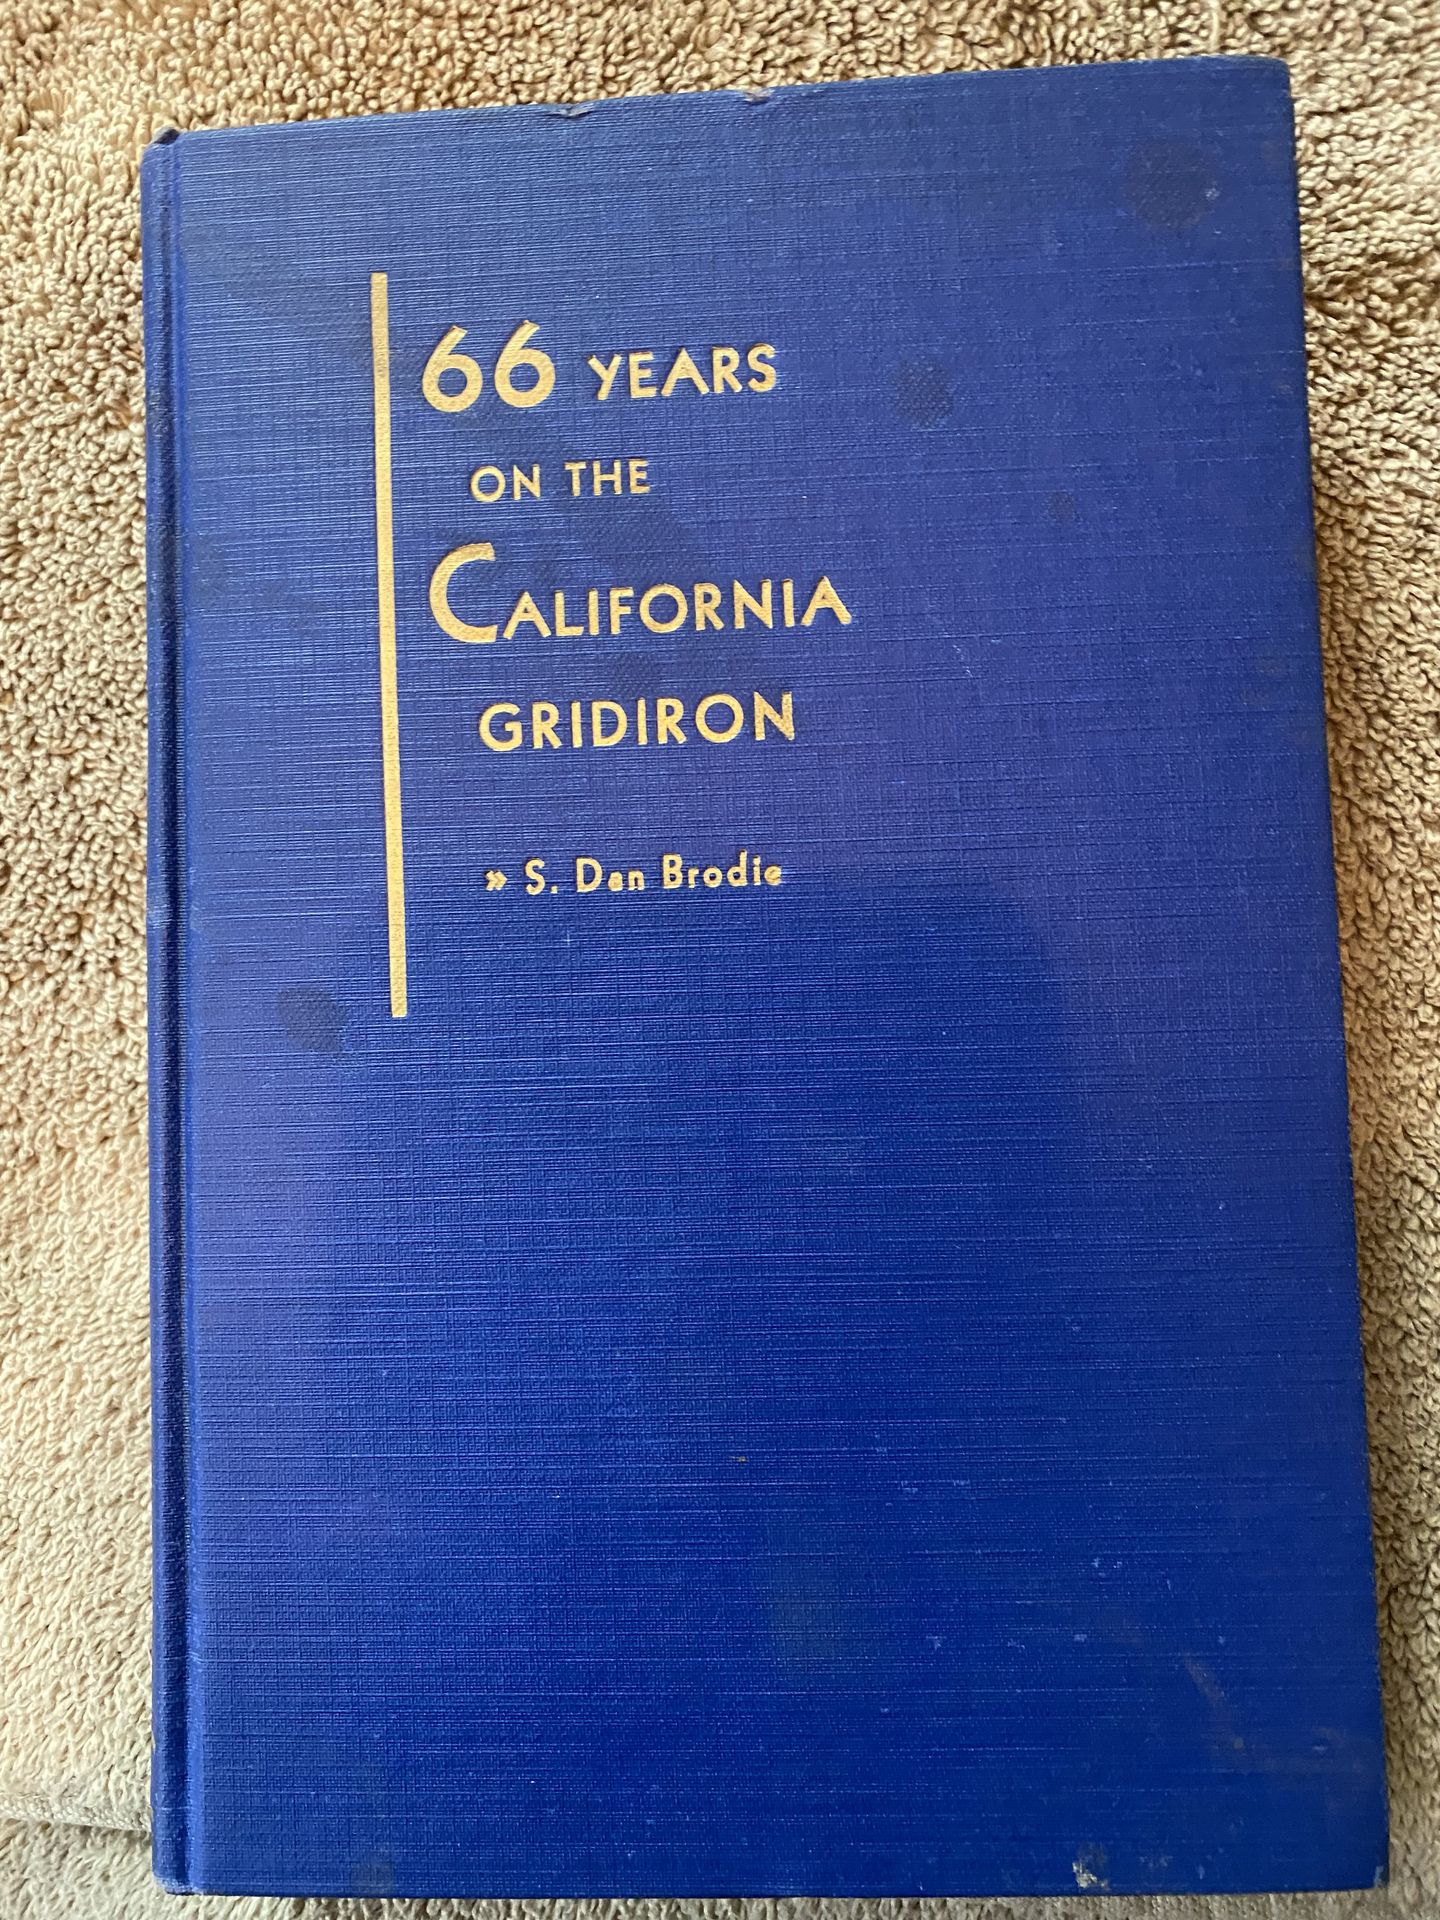 66 YEARS
ON THE
CALIFORNIA
GRIDIRON
» S. Dan Brodie